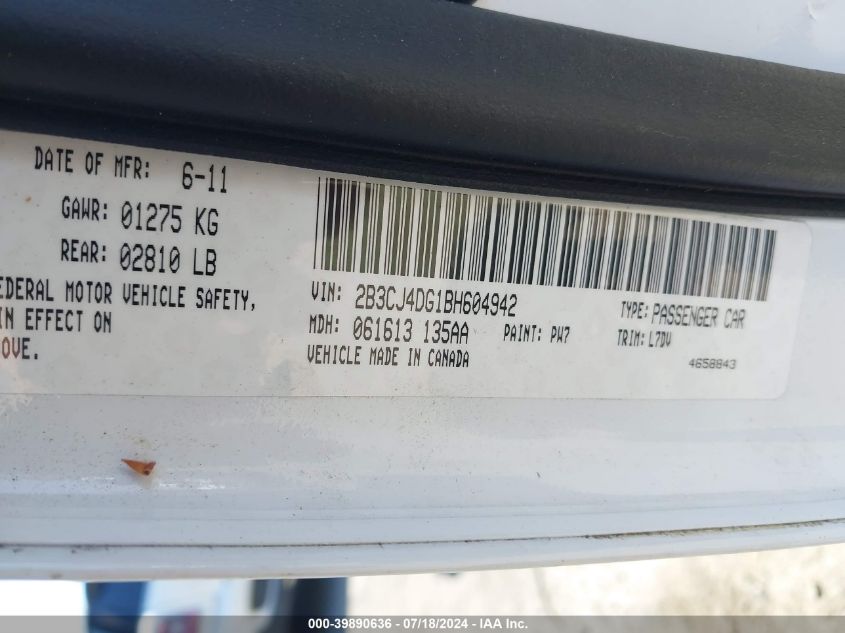 DATE OF MFR: 6-11
GAWR: 01275 KG
REAR: 02810 LB
EDERAL MOTOR VEHICLE SAFETY,
IN EFFECT ON
OVE.
VIN: 2B3CJ4DG1BH604942
MDH: 061613 135AA PAINT: PW7
VEHICLE MADE IN CANADA
TYPE: PASSENGER CAR
TRIM: L7DV
4658843
000-39890636 - 07/18/2024 - IAA Inc.